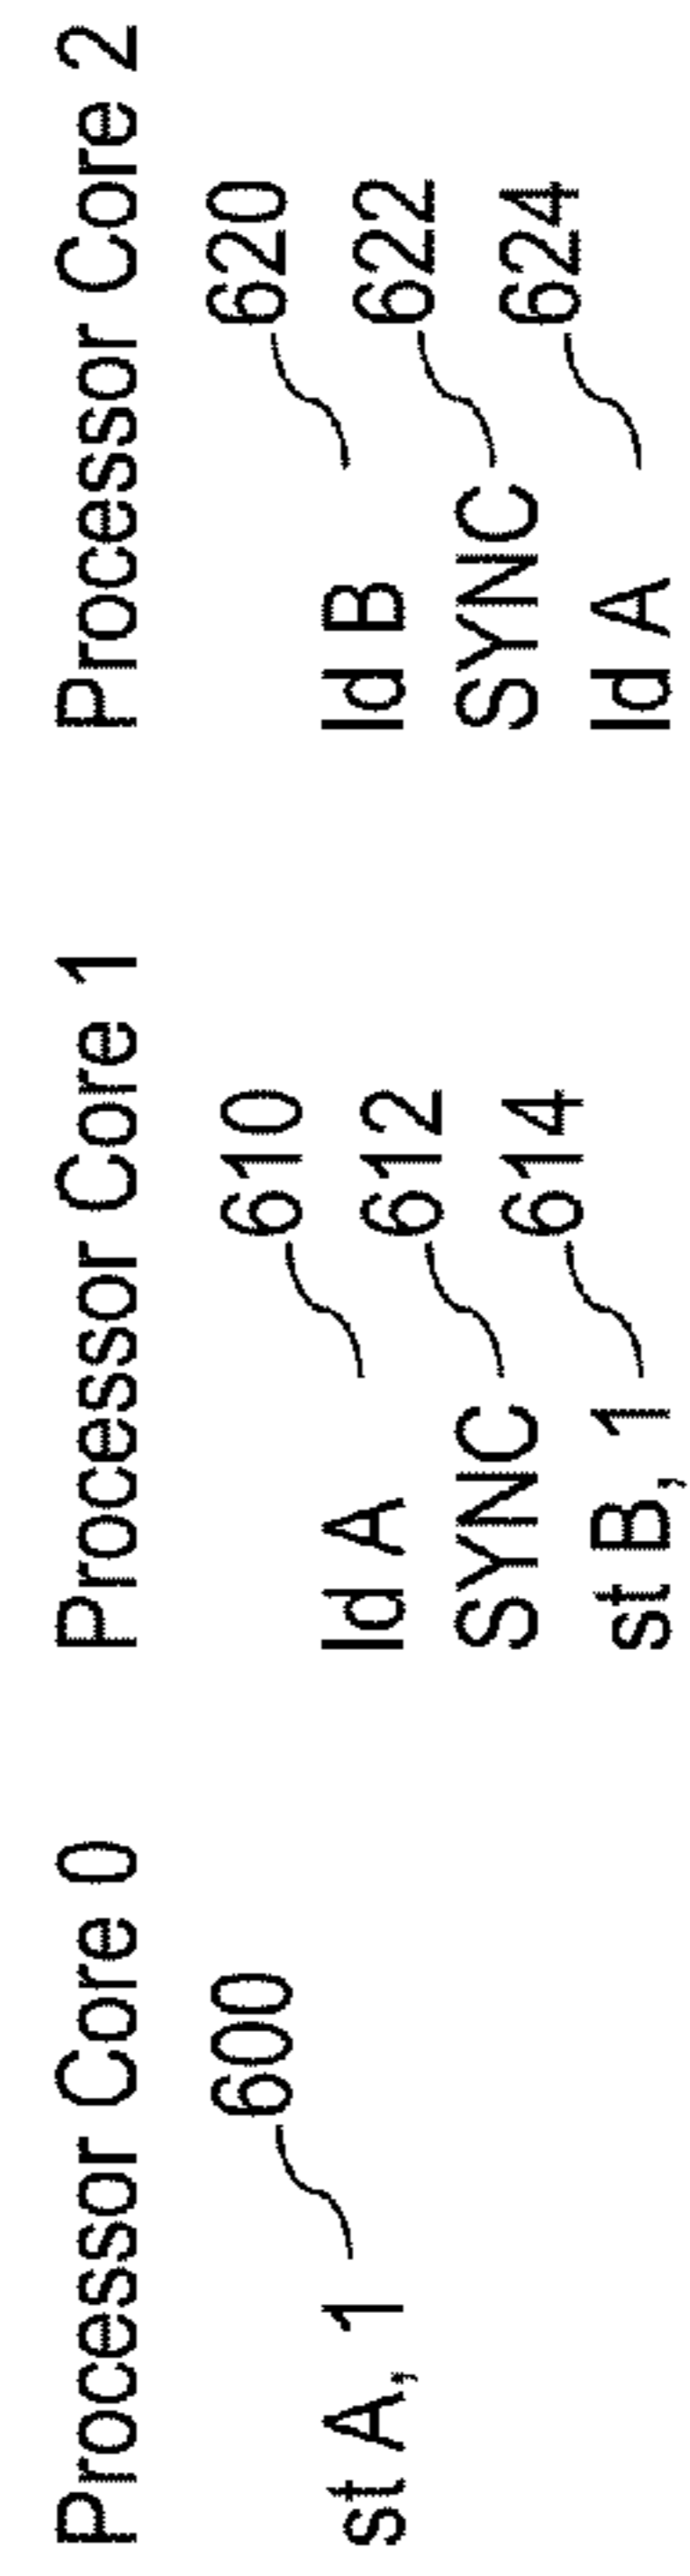 Processor Core 0
600
st A, 1
Processor Core 1
610
ld A
612
SYNC
614
st B, 1
Processor Core 2
620
ld B
622
SYNC
624
ld A